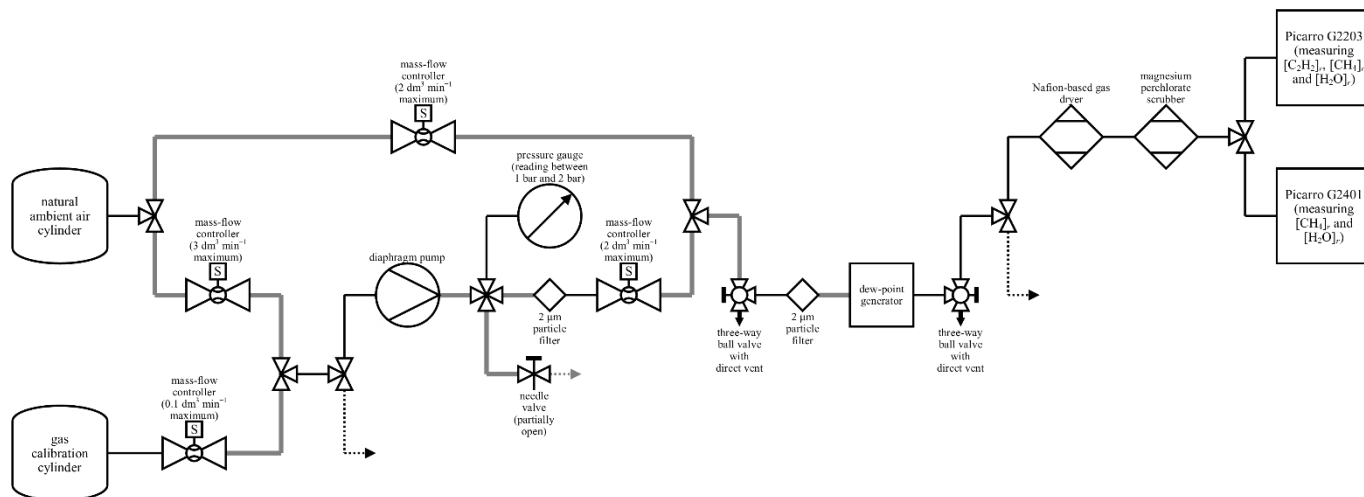 natural
ambient air
cylinder
gas
calibration
cylinder
mass-flow
controller
(3 dm³ min⁻¹
maximum)
S
mass-flow
controller
(0.1 dm³ min⁻¹
maximum)
S
mass-flow
controller
(2 dm³ min⁻¹
maximum)
S
diaphragm pump
pressure gauge
(reading between
1 bar and 2 bar)
2 μm
particle
filter
needle
valve
(partially
open)
mass-flow
controller
(2 dm³ min⁻¹
maximum)
S
three-way
ball valve
with
direct vent
2 μm
particle
filter
dew-point
generator
three-way
ball valve
with
direct vent
Nafion-based gas
dryer
magnesium
perchlorate
scrubber
Picarro G2203
(measuring
[C₂H₂]ᵣ, [CH₄]ᵣ
and [H₂O]ᵣ)
Picarro G2401
(measuring
[CH₄]ᵣ and
[H₂O]ᵣ)